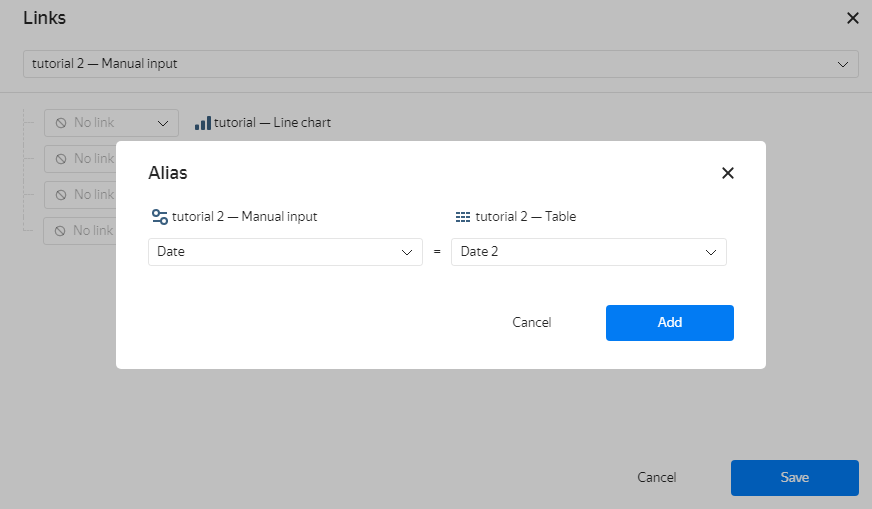 Links
tutorial 2 — Manual input
No link
tutorial — Line chart
No link
No link
No link
Alias
tutorial 2 — Manual input
tutorial 2 — Table
Date
=
Date 2
Cancel
Add
Cancel
Save